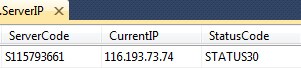 .ServerIP
ServerCode CurrentIP StatusCode
S115793661 116.193.73.74 STATUS30